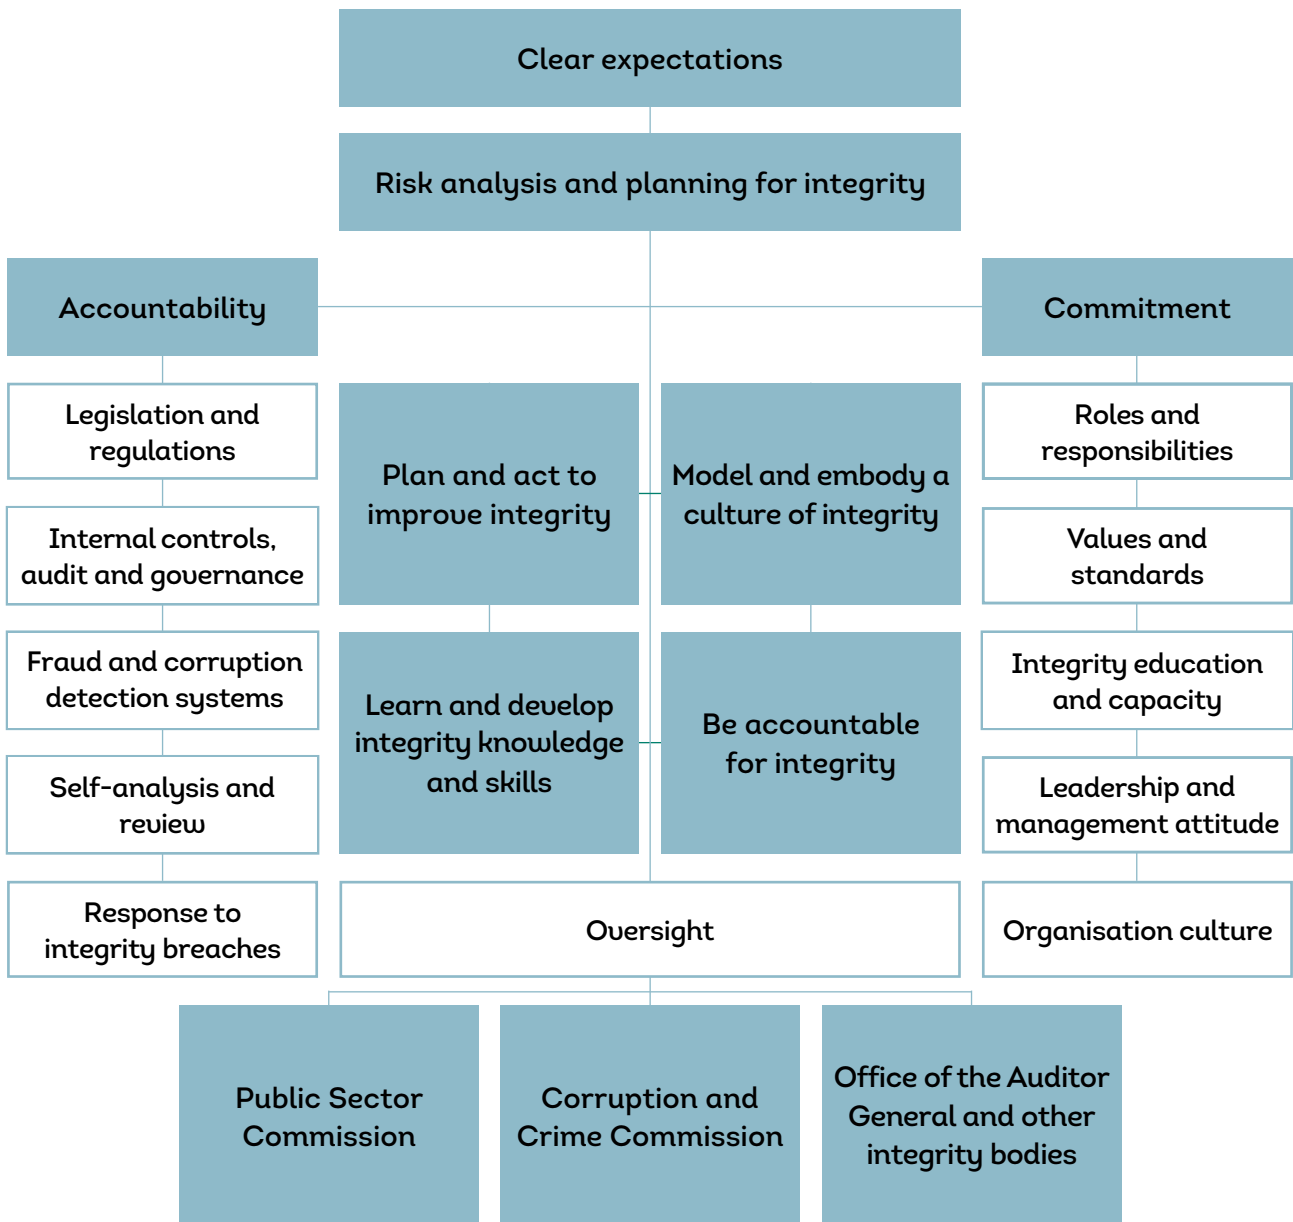 Clear expectations
Risk analysis and planning for integrity
Accountability
Legislation and
regulations
Internal controls,
audit and governance
Fraud and corruption
detection systems
Self-analysis and
review
Response to
integrity breaches
Plan and act to
improve integrity
Model and embody a
culture of integrity
Learn and develop
integrity knowledge
and skills
Be accountable
for integrity
Commitment
Roles and
responsibilities
Values and
standards
Integrity education
and capacity
Leadership and
management attitude
Organisation culture
Oversight
Public Sector
Commission
Corruption and
Crime Commission
Office of the Auditor
General and other
integrity bodies